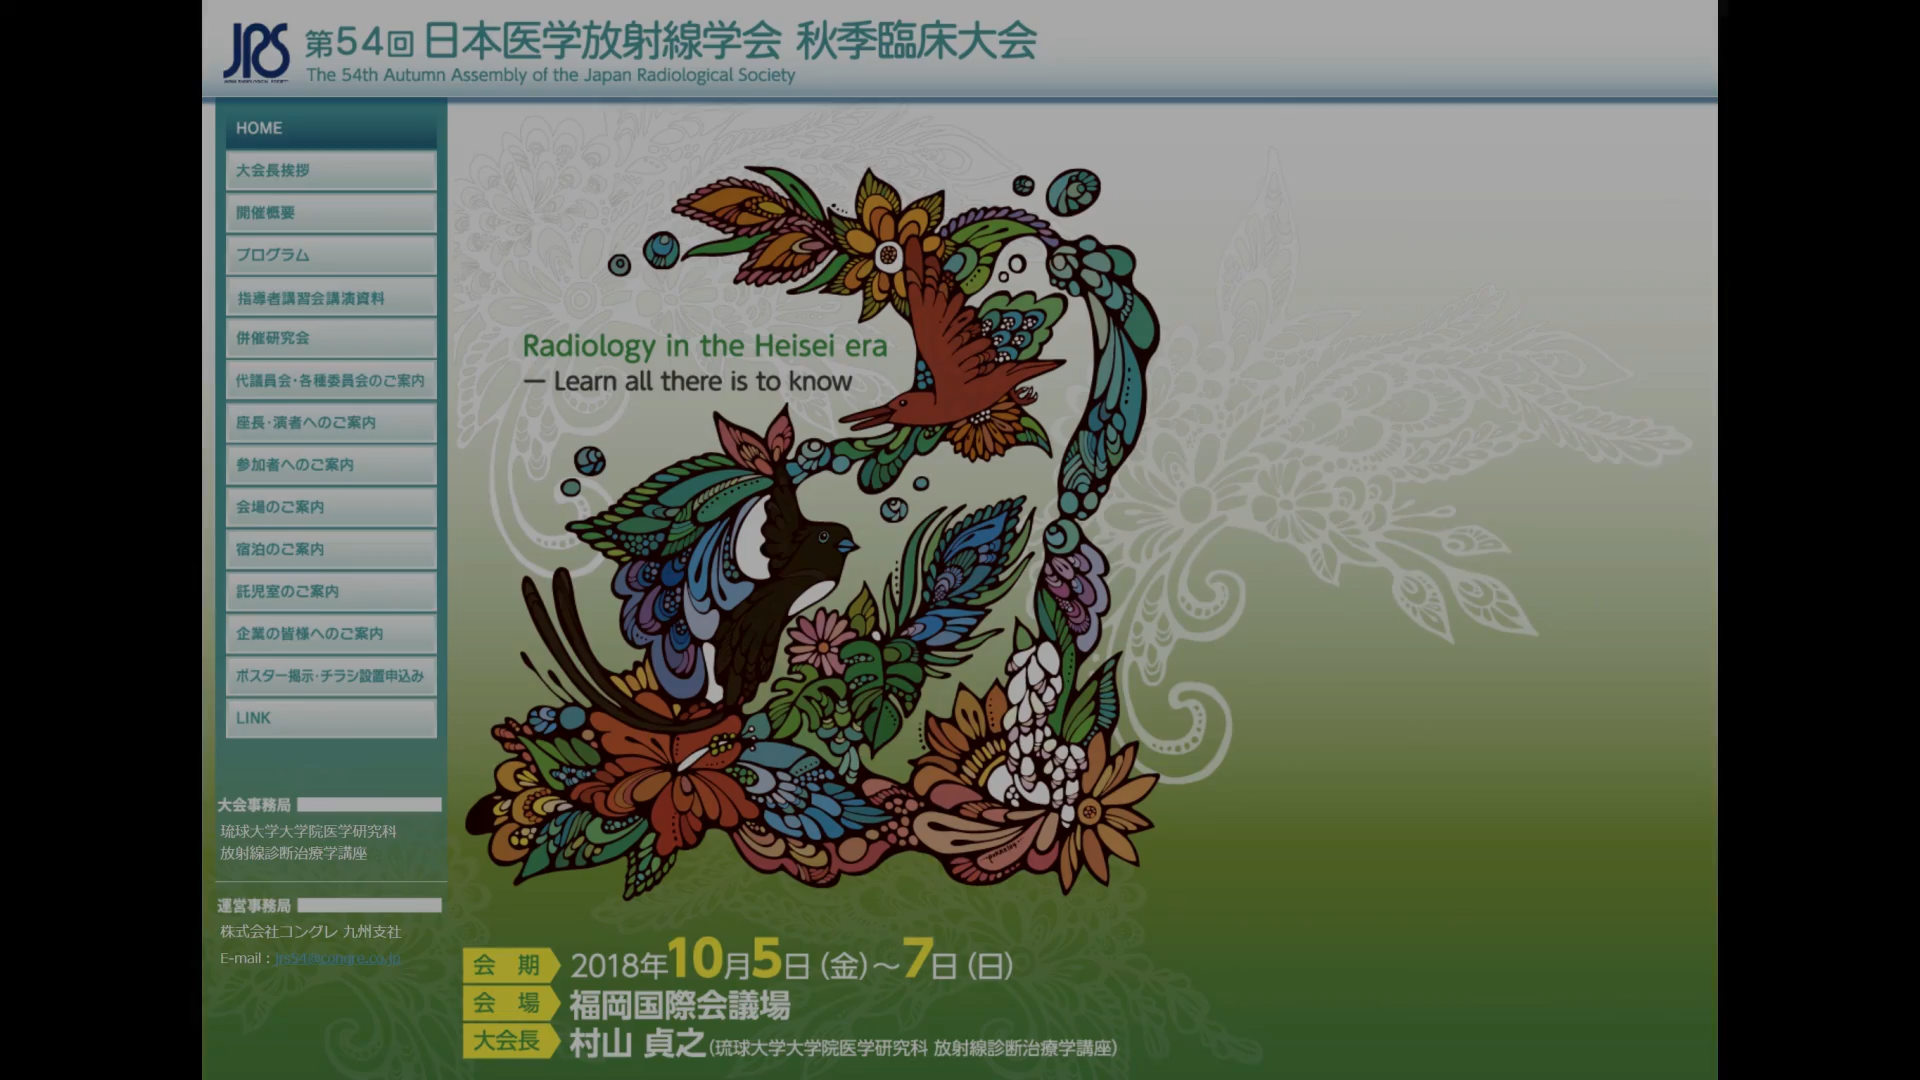 JRS
第54回 日本医学放射線学会 秋季臨床大会
The 54th Autumn Assembly of the Japan Radiological Society
HOME
大会長挨拶
開催概要
プログラム
指導者講習会講演資料
併催研究会
代議員会・各種委員会のご案内
座長・演者へのご案内
参加者へのご案内
会場のご案内
宿泊のご案内
託児室のご案内
企業の皆様へのご案内
ポスター掲示・チラシ設置申込み
LINK
大会事務局
琉球大学大学院医学研究科
放射線診断治療学講座
運営事務局
株式会社コングレ 九州支社
E-mail : jrs54@congre.co.jp
Radiology in the Heisei era
— Learn all there is to know
会 期 2018年10月5日(金)～7日(日)
会 場 福岡国際会議場
大会長 村山 貞之(琉球大学大学院医学研究科 放射線診断治療学講座)